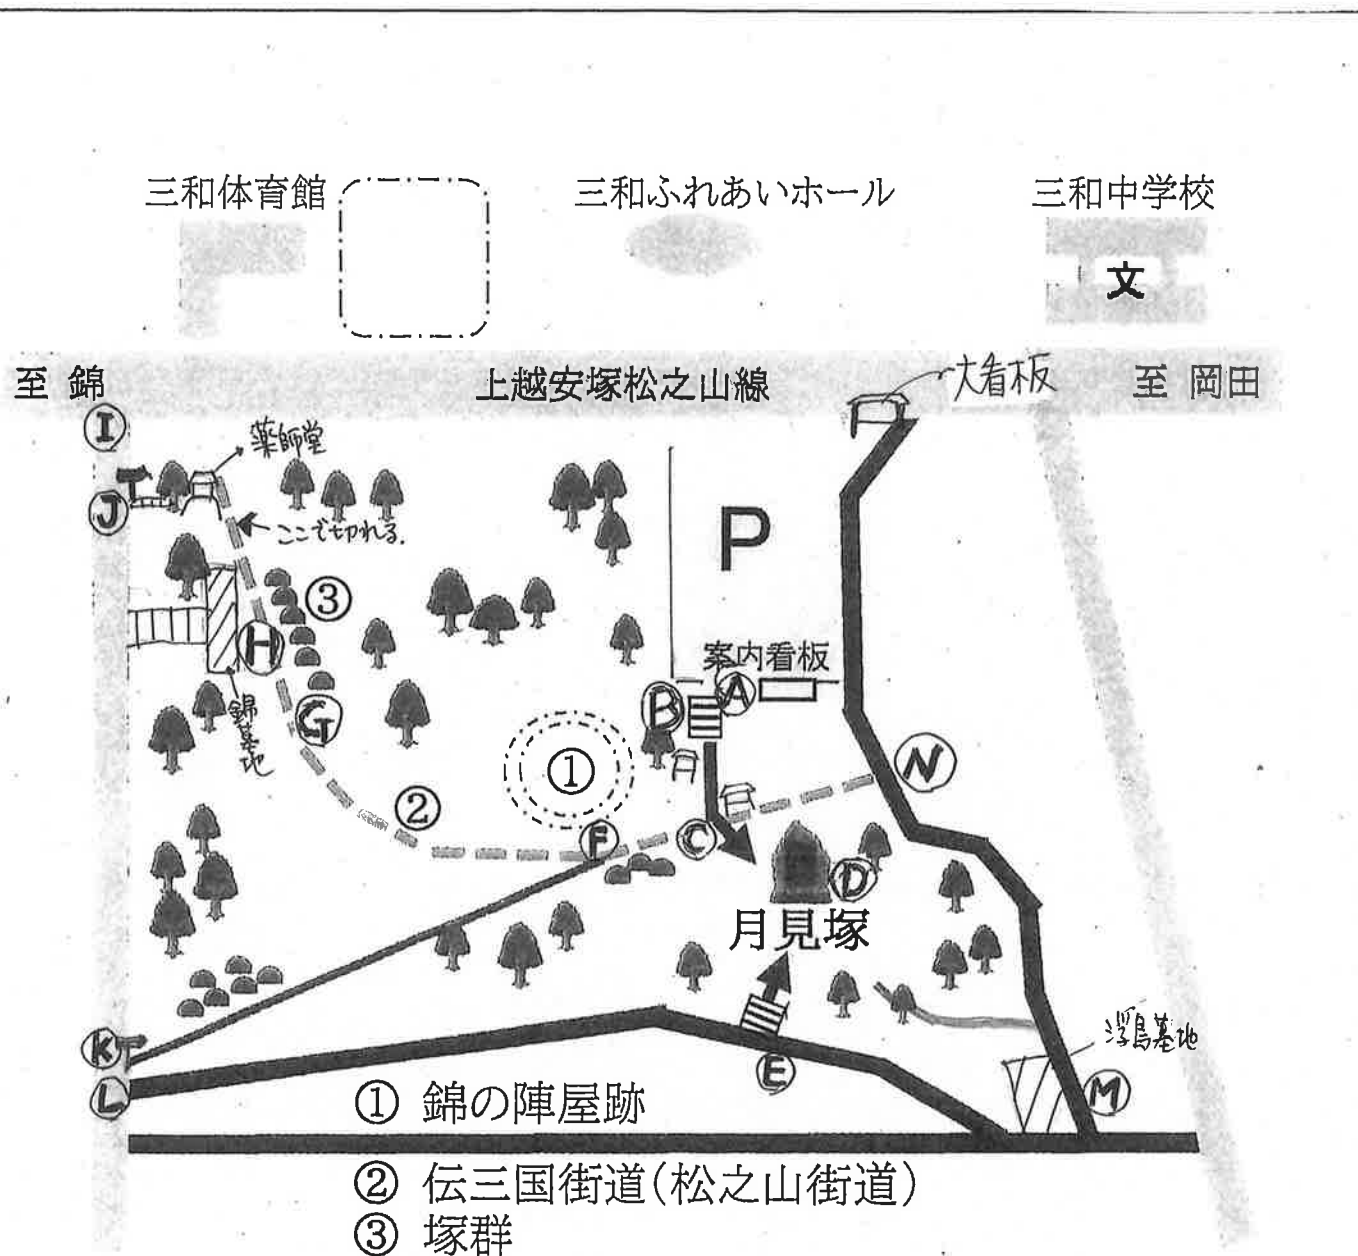 三和体育館
三和ふれあいホール
三和中学校
文
至 錦
上越安塚松之山線
大看板
至 岡田
I
薬師堂
J
ここで切れる.
P
③
H
案内看板
B
A
G
錦墓地
N
①
②
F
C
D
月見塚
浮島墓地
K
L
E
M
① 錦の陣屋跡
② 伝三国街道(松之山街道)
③ 塚群